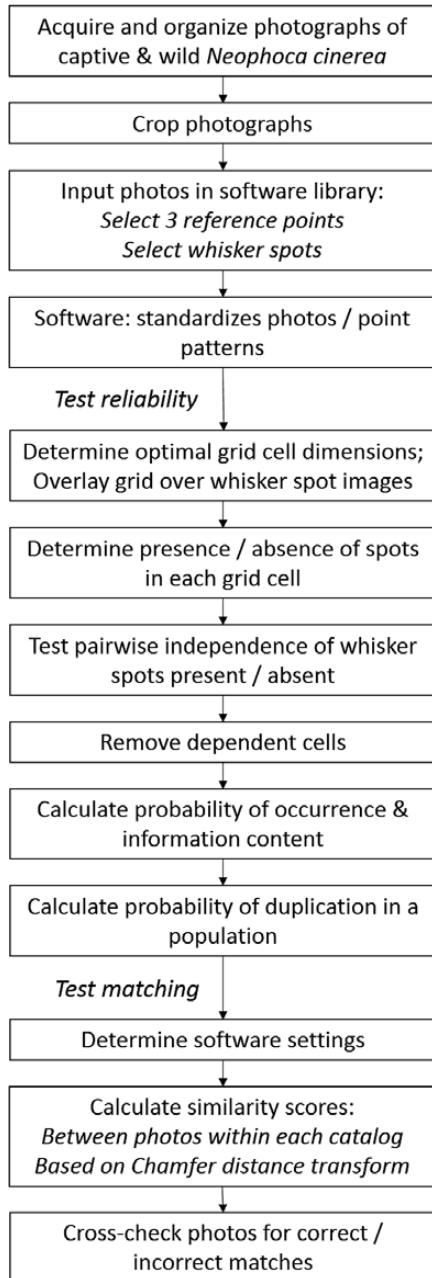 Acquire and organize photographs of
captive & wild Neophoca cinerea
Crop photographs
Input photos in software library:
Select 3 reference points
Select whisker spots
Software: standardizes photos / point
patterns
Test reliability
Determine optimal grid cell dimensions;
Overlay grid over whisker spot images
Determine presence / absence of spots
in each grid cell
Test pairwise independence of whisker
spots present / absent
Remove dependent cells
Calculate probability of occurrence &
information content
Calculate probability of duplication in a
population
Test matching
Determine software settings
Calculate similarity scores:
Between photos within each catalog
Based on Chamfer distance transform
Cross-check photos for correct /
incorrect matches